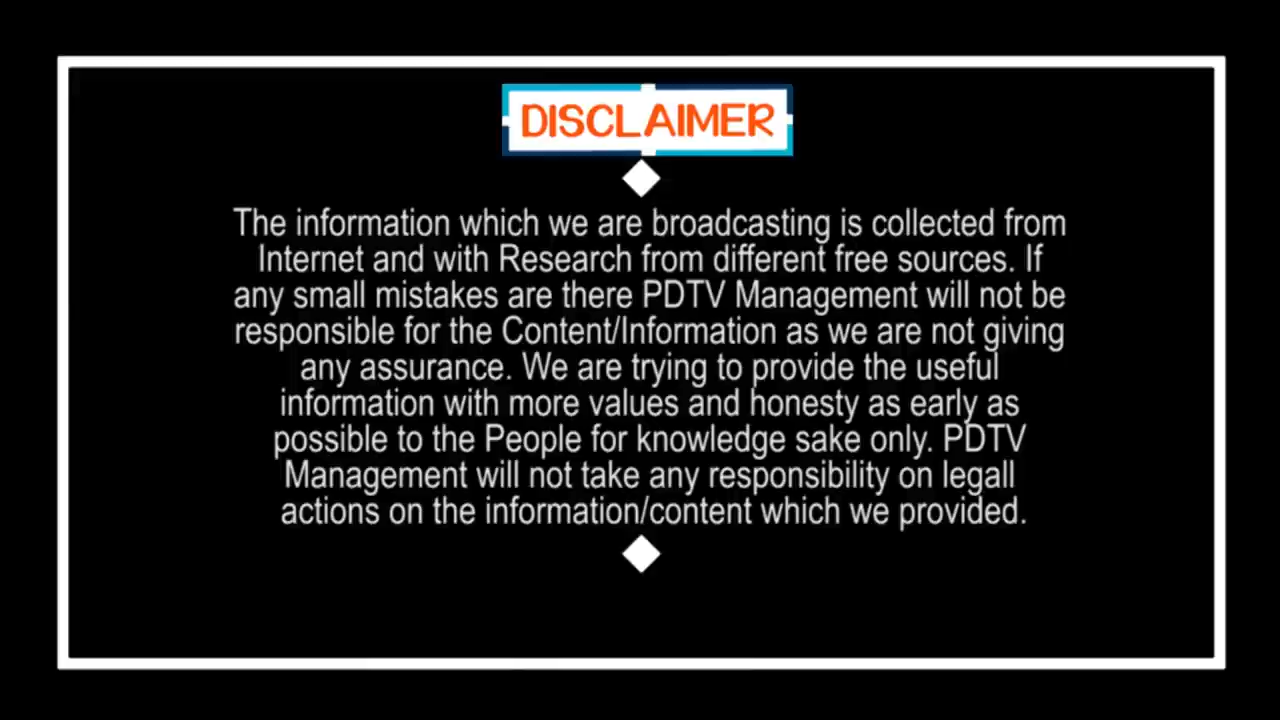 DISCLAIMER
The information which we are broadcasting is collected from
Internet and with Research from different free sources. If
any small mistakes are there PDTV Management will not be
responsible for the Content/Information as we are not giving
any assurance. We are trying to provide the useful
information with more values and honesty as early as
possible to the People for knowledge sake only. PDTV
Management will not take any responsibility on legall
actions on the information/content which we provided.